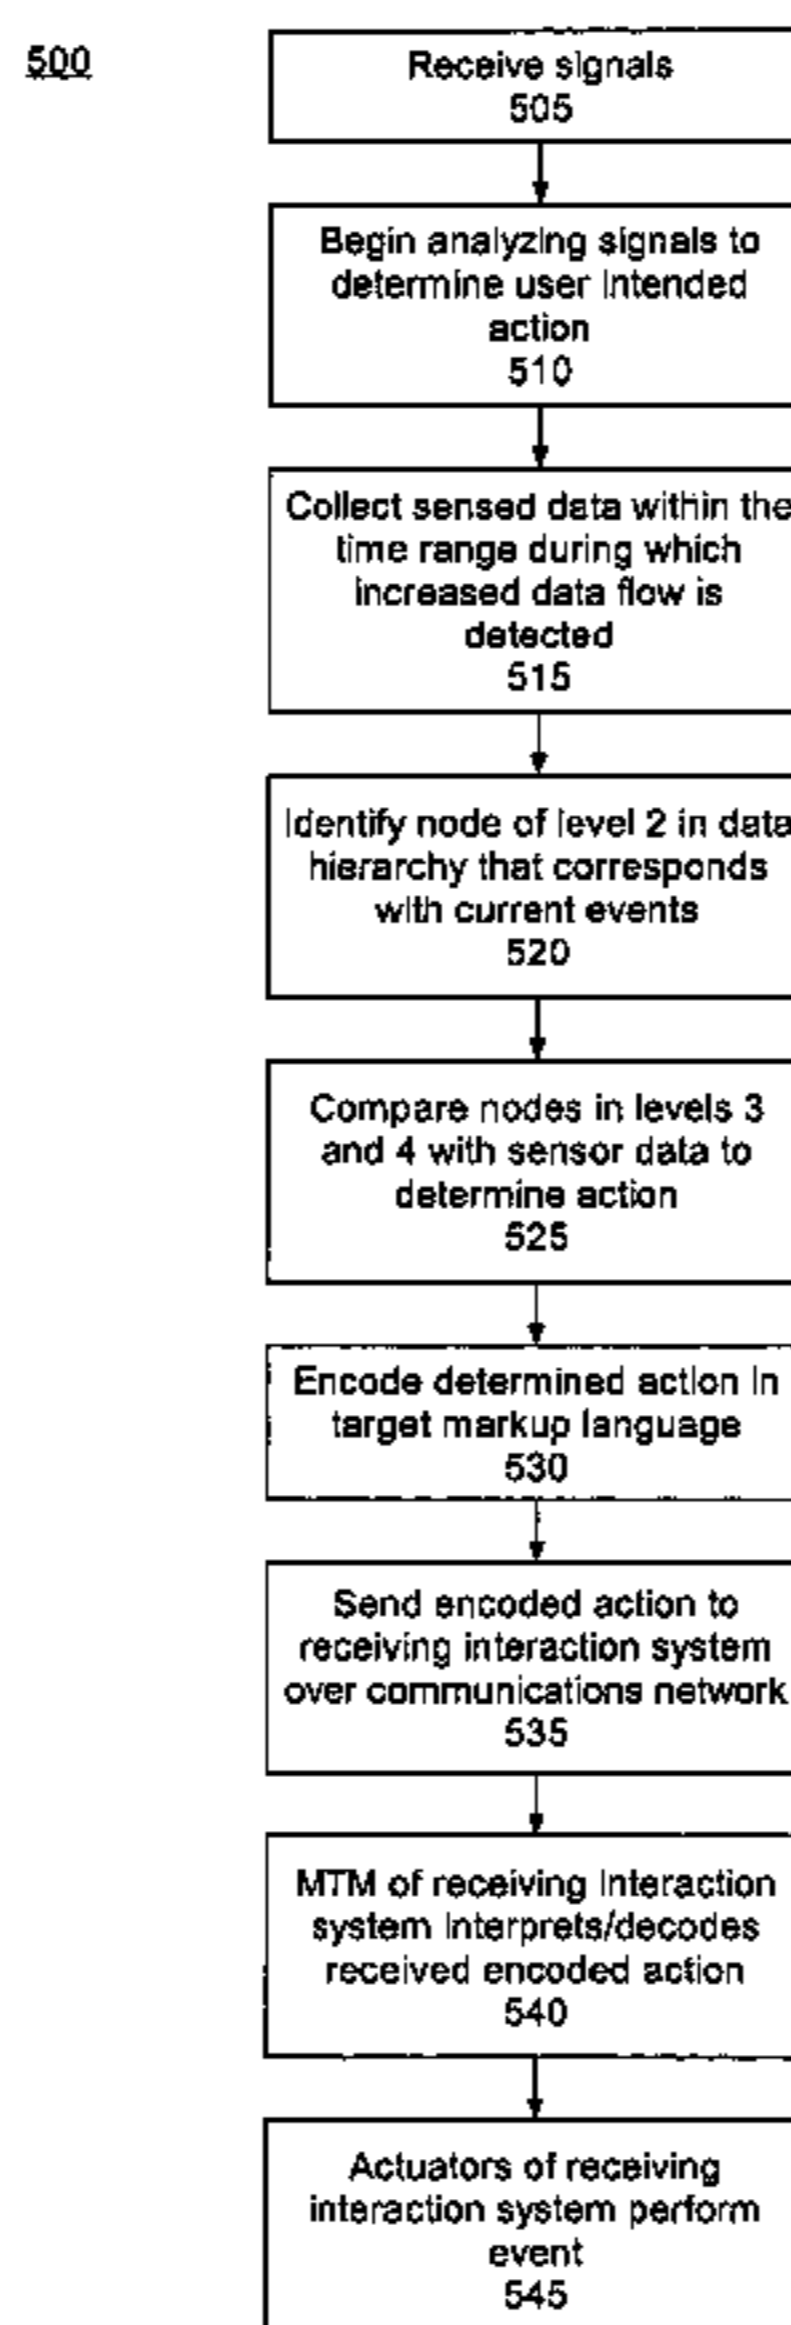 500
Receive signals
505
Begin analyzing signals to
determine user intended
action
510
Collect sensed data within the
time range during which
increased data flow is
detected
515
Identify node of level 2 in data
hierarchy that corresponds
with current events
520
Compare nodes in levels 3
and 4 with sensor data to
determine action
525
Encode determined action in
target markup language
530
Send encoded action to
receiving interaction system
over communications network
535
MTM of receiving interaction
system interprets/decodes
received encoded action
540
Actuators of receiving
interaction system perform
event
545